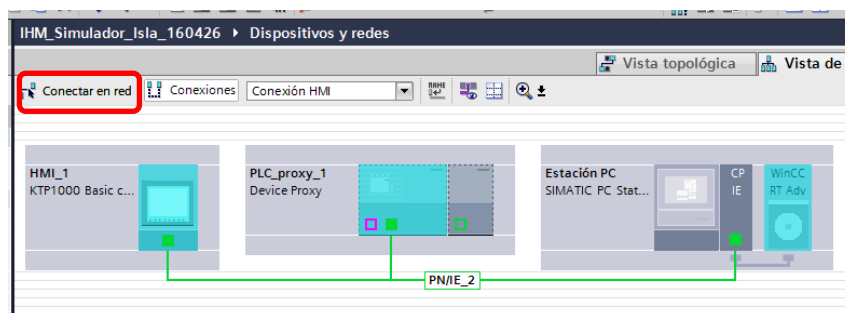 IHM_Simulador_Isla_160426 ▸ Dispositivos y redes
Vista topológica
Vista de
Conectar en red
Conexiones
Conexión HMI
HMI_1
KTP1000 Basic c...
PLC_proxy_1
Device Proxy
Estación PC
SIMATIC PC Stat...
CP
IE
WinCC
RT Adv
PN/IE_2